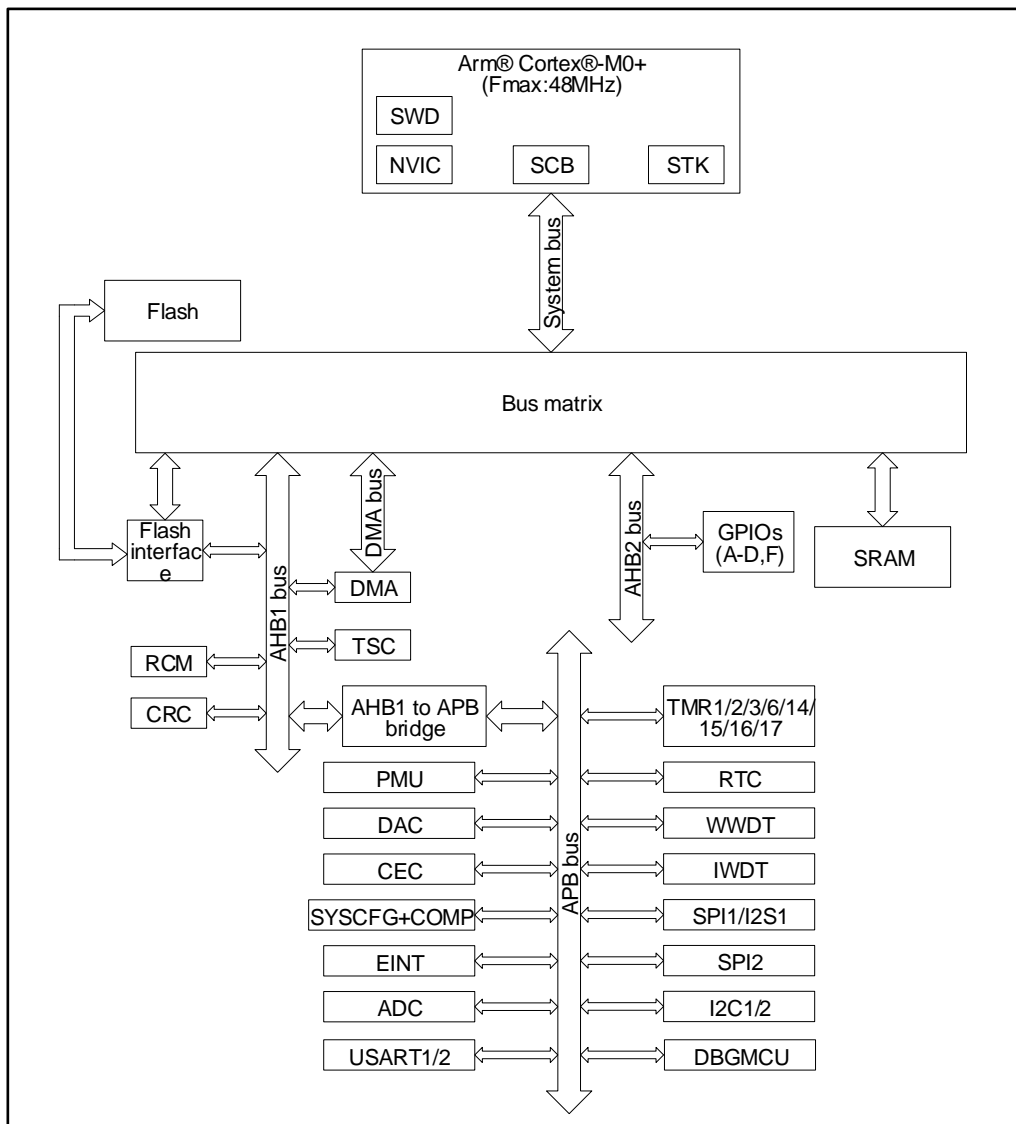 Arm® Cortex®-M0+
(Fmax:48MHz)
SWD
NVIC
SCB
STK
System bus
Flash
Bus matrix
Flash
interfac
e
AHB1 bus
DMA bus
AHB2 bus
GPIOs
(A-D,F)
SRAM
DMA
TSC
RCM
CRC
AHB1 to APB
bridge
APB bus
TMR1/2/3/6/14/
15/16/17
PMU
RTC
DAC
WWDT
CEC
IWDT
SYSCFG+COMP
SPI1/I2S1
EINT
SPI2
ADC
I2C1/2
USART1/2
DBGMCU